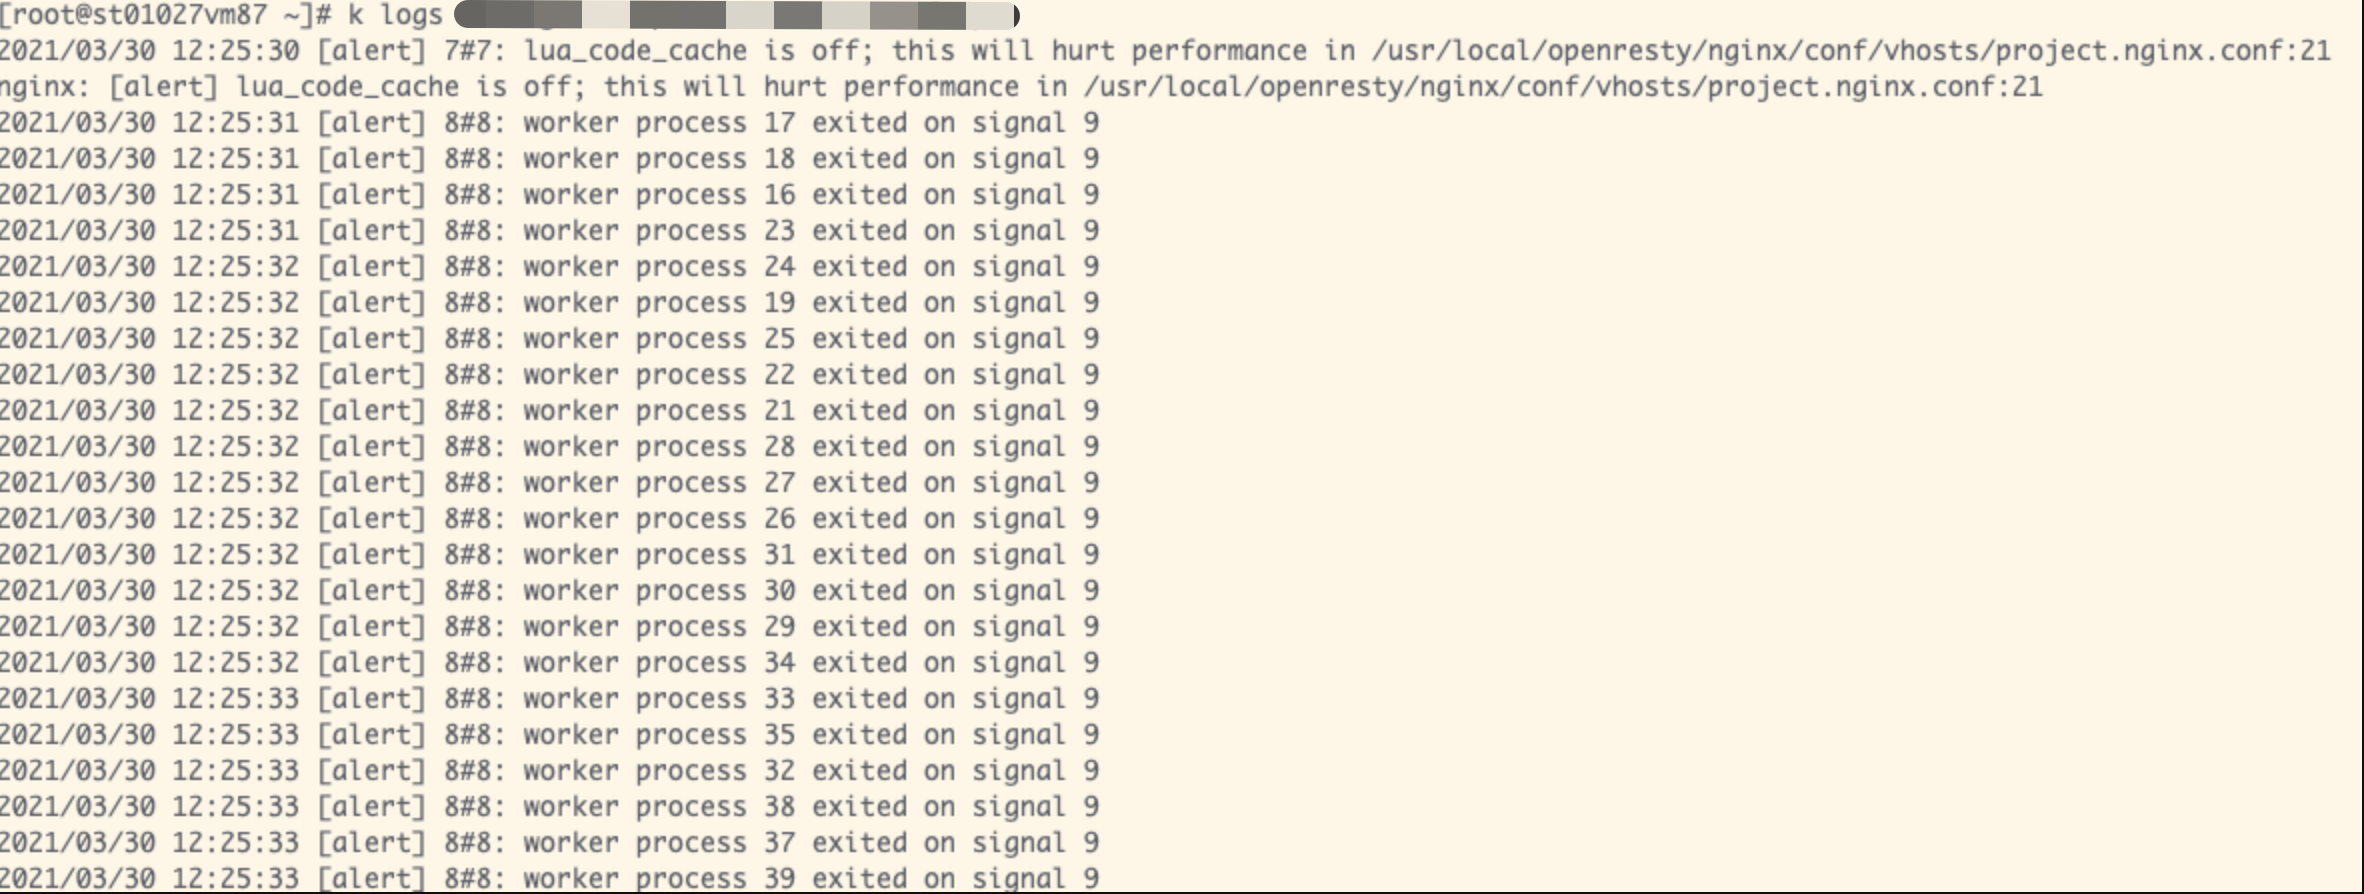 [root@st01027vm87 ~]# k logs
2021/03/30 12:25:30 [alert] 7#7: lua_code_cache is off; this will hurt performance in /usr/local/openresty/nginx/conf/vhosts/project.nginx.conf:21
nginx: [alert] lua_code_cache is off; this will hurt performance in /usr/local/openresty/nginx/conf/vhosts/project.nginx.conf:21
2021/03/30 12:25:31 [alert] 8#8: worker process 17 exited on signal 9
2021/03/30 12:25:31 [alert] 8#8: worker process 18 exited on signal 9
2021/03/30 12:25:31 [alert] 8#8: worker process 16 exited on signal 9
2021/03/30 12:25:31 [alert] 8#8: worker process 23 exited on signal 9
2021/03/30 12:25:32 [alert] 8#8: worker process 24 exited on signal 9
2021/03/30 12:25:32 [alert] 8#8: worker process 19 exited on signal 9
2021/03/30 12:25:32 [alert] 8#8: worker process 25 exited on signal 9
2021/03/30 12:25:32 [alert] 8#8: worker process 22 exited on signal 9
2021/03/30 12:25:32 [alert] 8#8: worker process 21 exited on signal 9
2021/03/30 12:25:32 [alert] 8#8: worker process 28 exited on signal 9
2021/03/30 12:25:32 [alert] 8#8: worker process 27 exited on signal 9
2021/03/30 12:25:32 [alert] 8#8: worker process 26 exited on signal 9
2021/03/30 12:25:32 [alert] 8#8: worker process 31 exited on signal 9
2021/03/30 12:25:32 [alert] 8#8: worker process 30 exited on signal 9
2021/03/30 12:25:32 [alert] 8#8: worker process 29 exited on signal 9
2021/03/30 12:25:32 [alert] 8#8: worker process 34 exited on signal 9
2021/03/30 12:25:33 [alert] 8#8: worker process 33 exited on signal 9
2021/03/30 12:25:33 [alert] 8#8: worker process 35 exited on signal 9
2021/03/30 12:25:33 [alert] 8#8: worker process 32 exited on signal 9
2021/03/30 12:25:33 [alert] 8#8: worker process 38 exited on signal 9
2021/03/30 12:25:33 [alert] 8#8: worker process 37 exited on signal 9
2021/03/30 12:25:33 [alert] 8#8: worker process 39 exited on signal 9